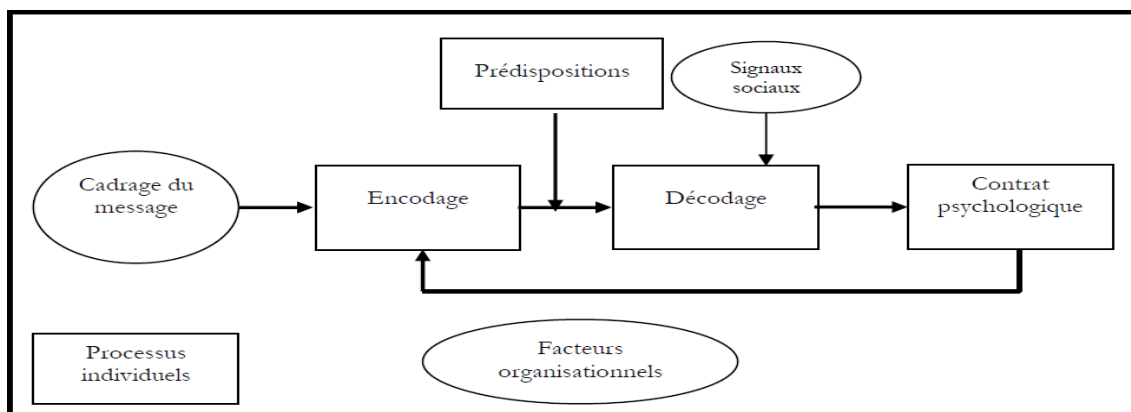 Prédispositions
Signaux
sociaux
Cadrage du
message
Encodage
Décodage
Contrat
psychologique
Processus
individuels
Facteurs
organisationnels